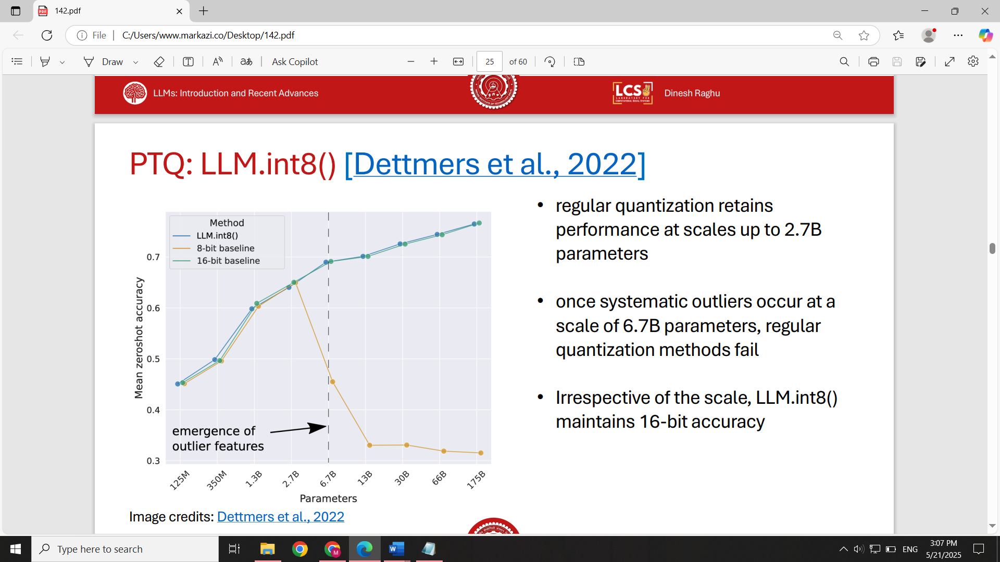 142.pdf
File
C:/Users/www.markazi.co/Desktop/142.pdf
Draw
Ask Copilot
25
of 60
LLMs: Introduction and Recent Advances
LCS
LABORATORY FOR
COMPUTATIONAL SOCIAL SYSTEMS
Dinesh Raghu
PTQ: LLM.int8() [Dettmers et al., 2022]
Method
LLM.int8()
8-bit baseline
16-bit baseline
0.7
0.6
0.5
0.4
0.3
Mean zeroshot accuracy
emergence of
outlier features
125M
350M
1.3B
2.7B
6.7B
13B
30B
66B
175B
Parameters
Image credits: Dettmers et al., 2022
• regular quantization retains
performance at scales up to 2.7B
parameters
• once systematic outliers occur at a
scale of 6.7B parameters, regular
quantization methods fail
• Irrespective of the scale, LLM.int8()
maintains 16-bit accuracy
Type here to search
ENG
3:07 PM
5/21/2025